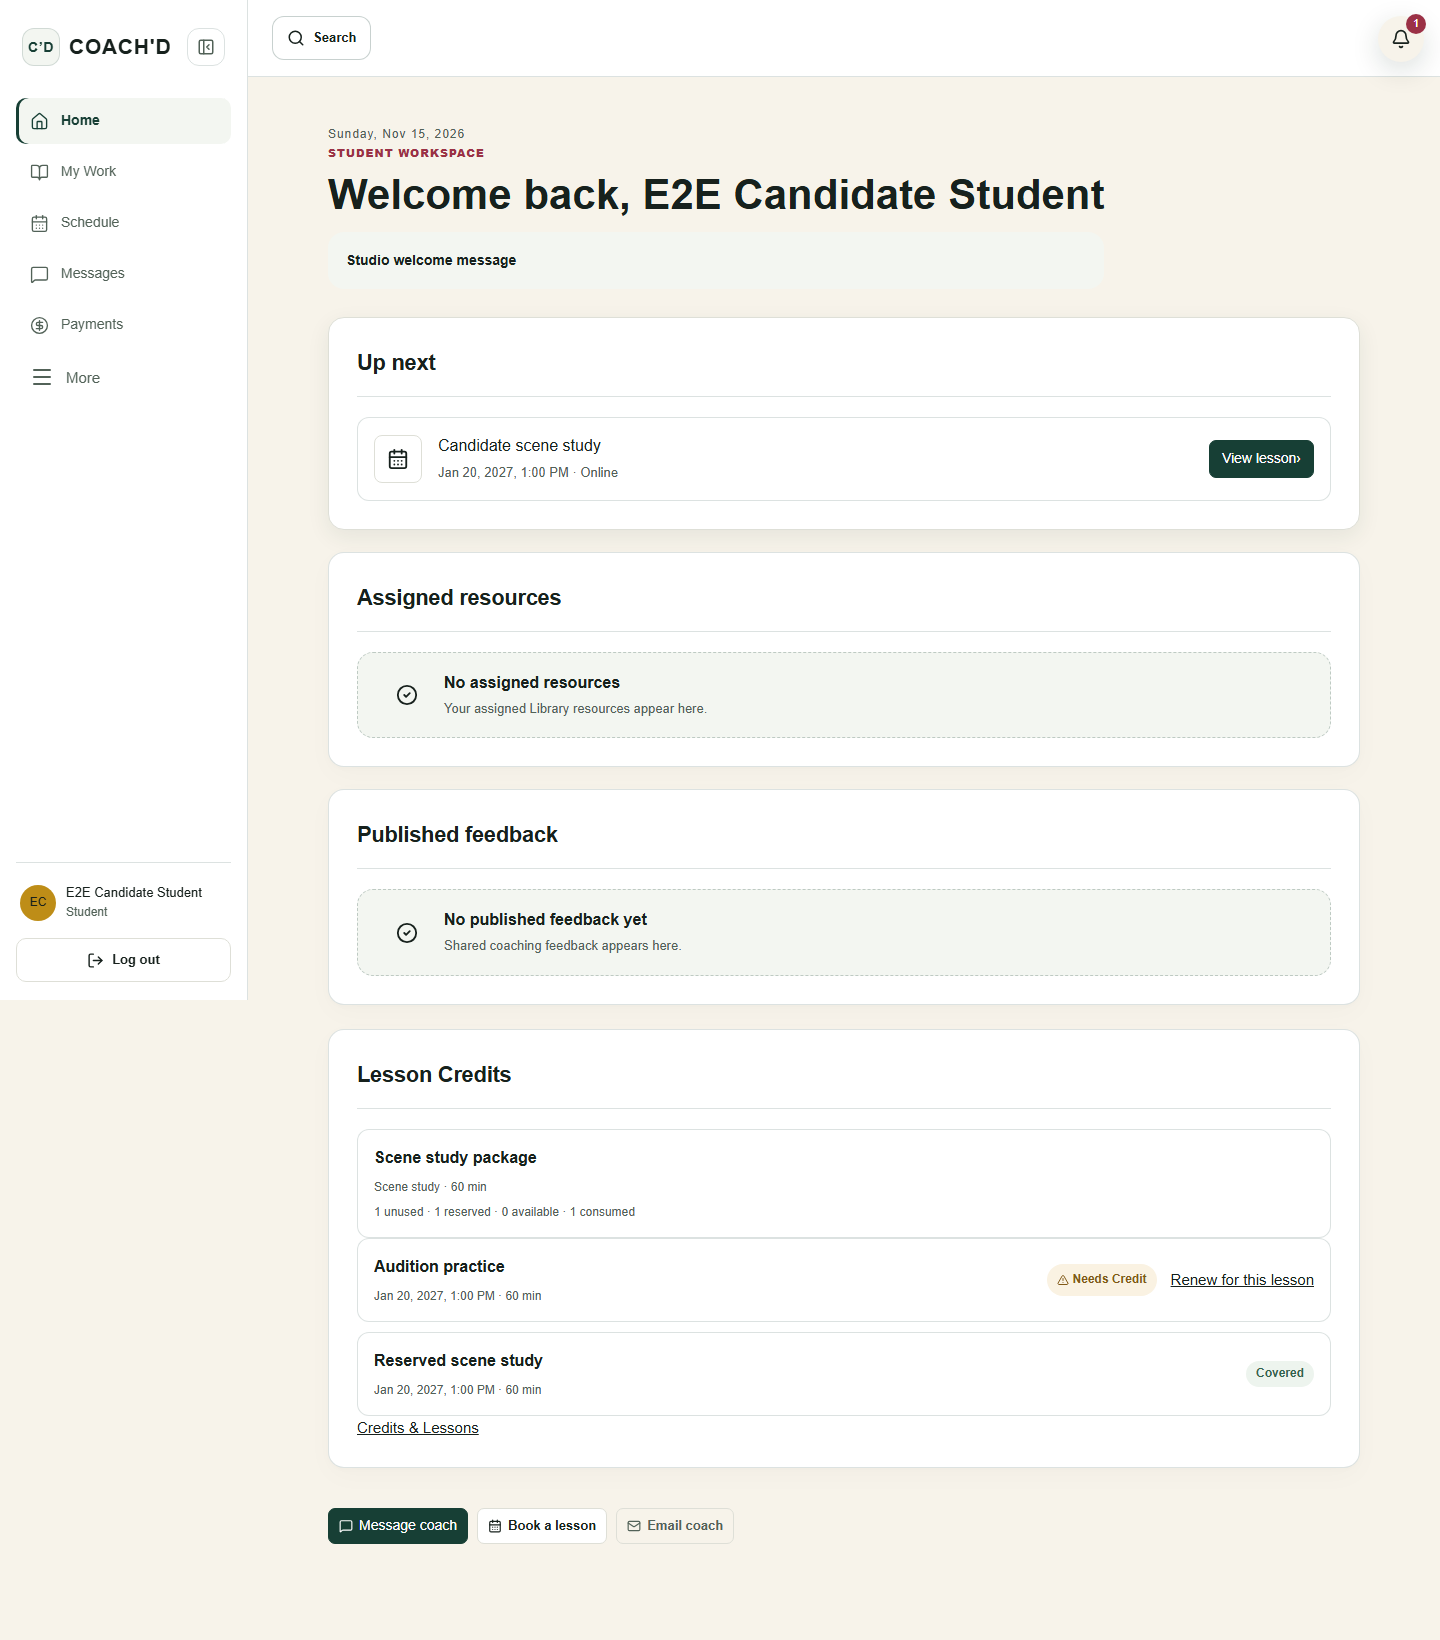 C'D COACH'D
Search
1
Home
My Work
Schedule
Messages
Payments
More
Sunday, Nov 15, 2026
STUDENT WORKSPACE
Welcome back, E2E Candidate Student
Studio welcome message
Up next
Candidate scene study
Jan 20, 2027, 1:00 PM · Online
View lesson›
Assigned resources
No assigned resources
Your assigned Library resources appear here.
Published feedback
No published feedback yet
Shared coaching feedback appears here.
EC
E2E Candidate Student
Student
Log out
Lesson Credits
Scene study package
Scene study · 60 min
1 unused · 1 reserved · 0 available · 1 consumed
Audition practice
Jan 20, 2027, 1:00 PM · 60 min
Needs Credit
Renew for this lesson
Reserved scene study
Jan 20, 2027, 1:00 PM · 60 min
Covered
Credits & Lessons
Message coach
Book a lesson
Email coach